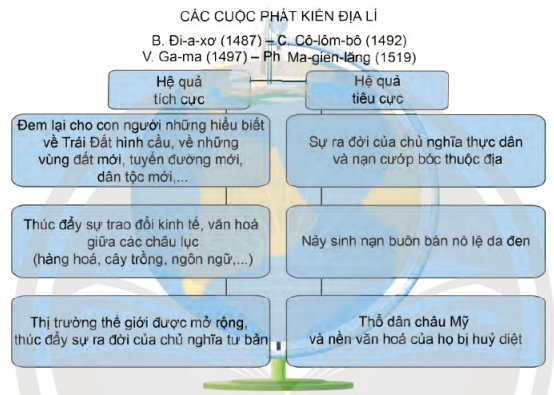 CÁC CUỘC PHÁT KIẾN ĐỊA LÍ
B. Đi-a-xơ (1487) – C. Cô-lôm-bô (1492)
V. Ga-ma (1497) – Ph Ma-gien-lăng (1519)
Hệ quả
tích cực
Hệ quả
tiêu cực
Đem lại cho con người những hiểu biết
về Trái Đất hình cầu, về những
vùng đất mới, tuyến đường mới,
dân tộc mới,...
Sự ra đời của chủ nghĩa thực dân
và nạn cướp bóc thuộc địa
Thúc đẩy sự trao đổi kinh tế, văn hoá
giữa các châu lục
(hàng hoá, cây trồng, ngôn ngữ,...)
Nảy sinh nạn buôn bán nô lệ da đen
Thị trường thế giới được mở rộng,
thúc đẩy sự ra đời của chủ nghĩa tư bản
Thổ dân châu Mỹ
và nền văn hoá của họ bị huỷ diệt